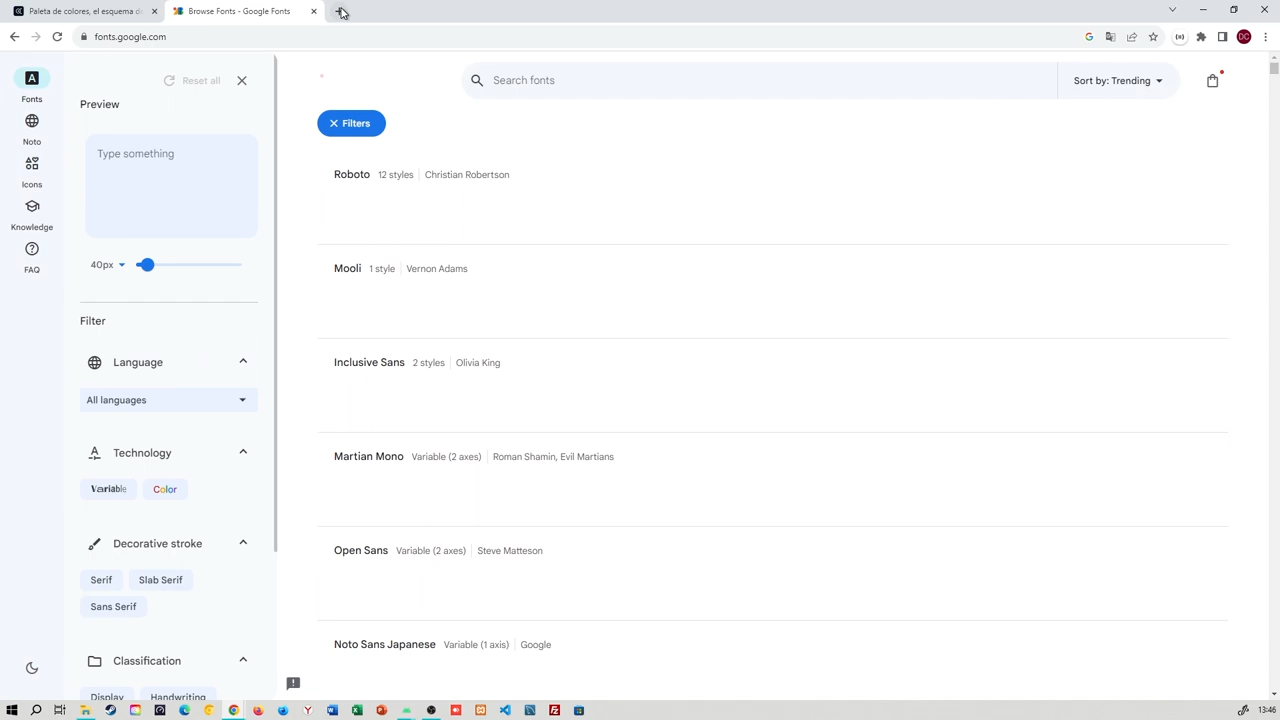 Paleta de colores, el esquema de
Browse Fonts - Google Fonts
fonts.google.com
DC
Fonts
Noto
Icons
Knowledge
FAQ
Reset all
Preview
Type something
40px
Filter
Language
All languages
Technology
Variable
Color
Decorative stroke
Serif
Slab Serif
Sans Serif
Classification
Display
Handwriting
Search fonts
Sort by: Trending
Filters
Roboto 12 styles Christian Robertson
Mooli 1 style Vernon Adams
Inclusive Sans 2 styles Olivia King
Martian Mono Variable (2 axes) Roman Shamin, Evil Martians
Open Sans Variable (2 axes) Steve Matteson
Noto Sans Japanese Variable (1 axis) Google
13:46